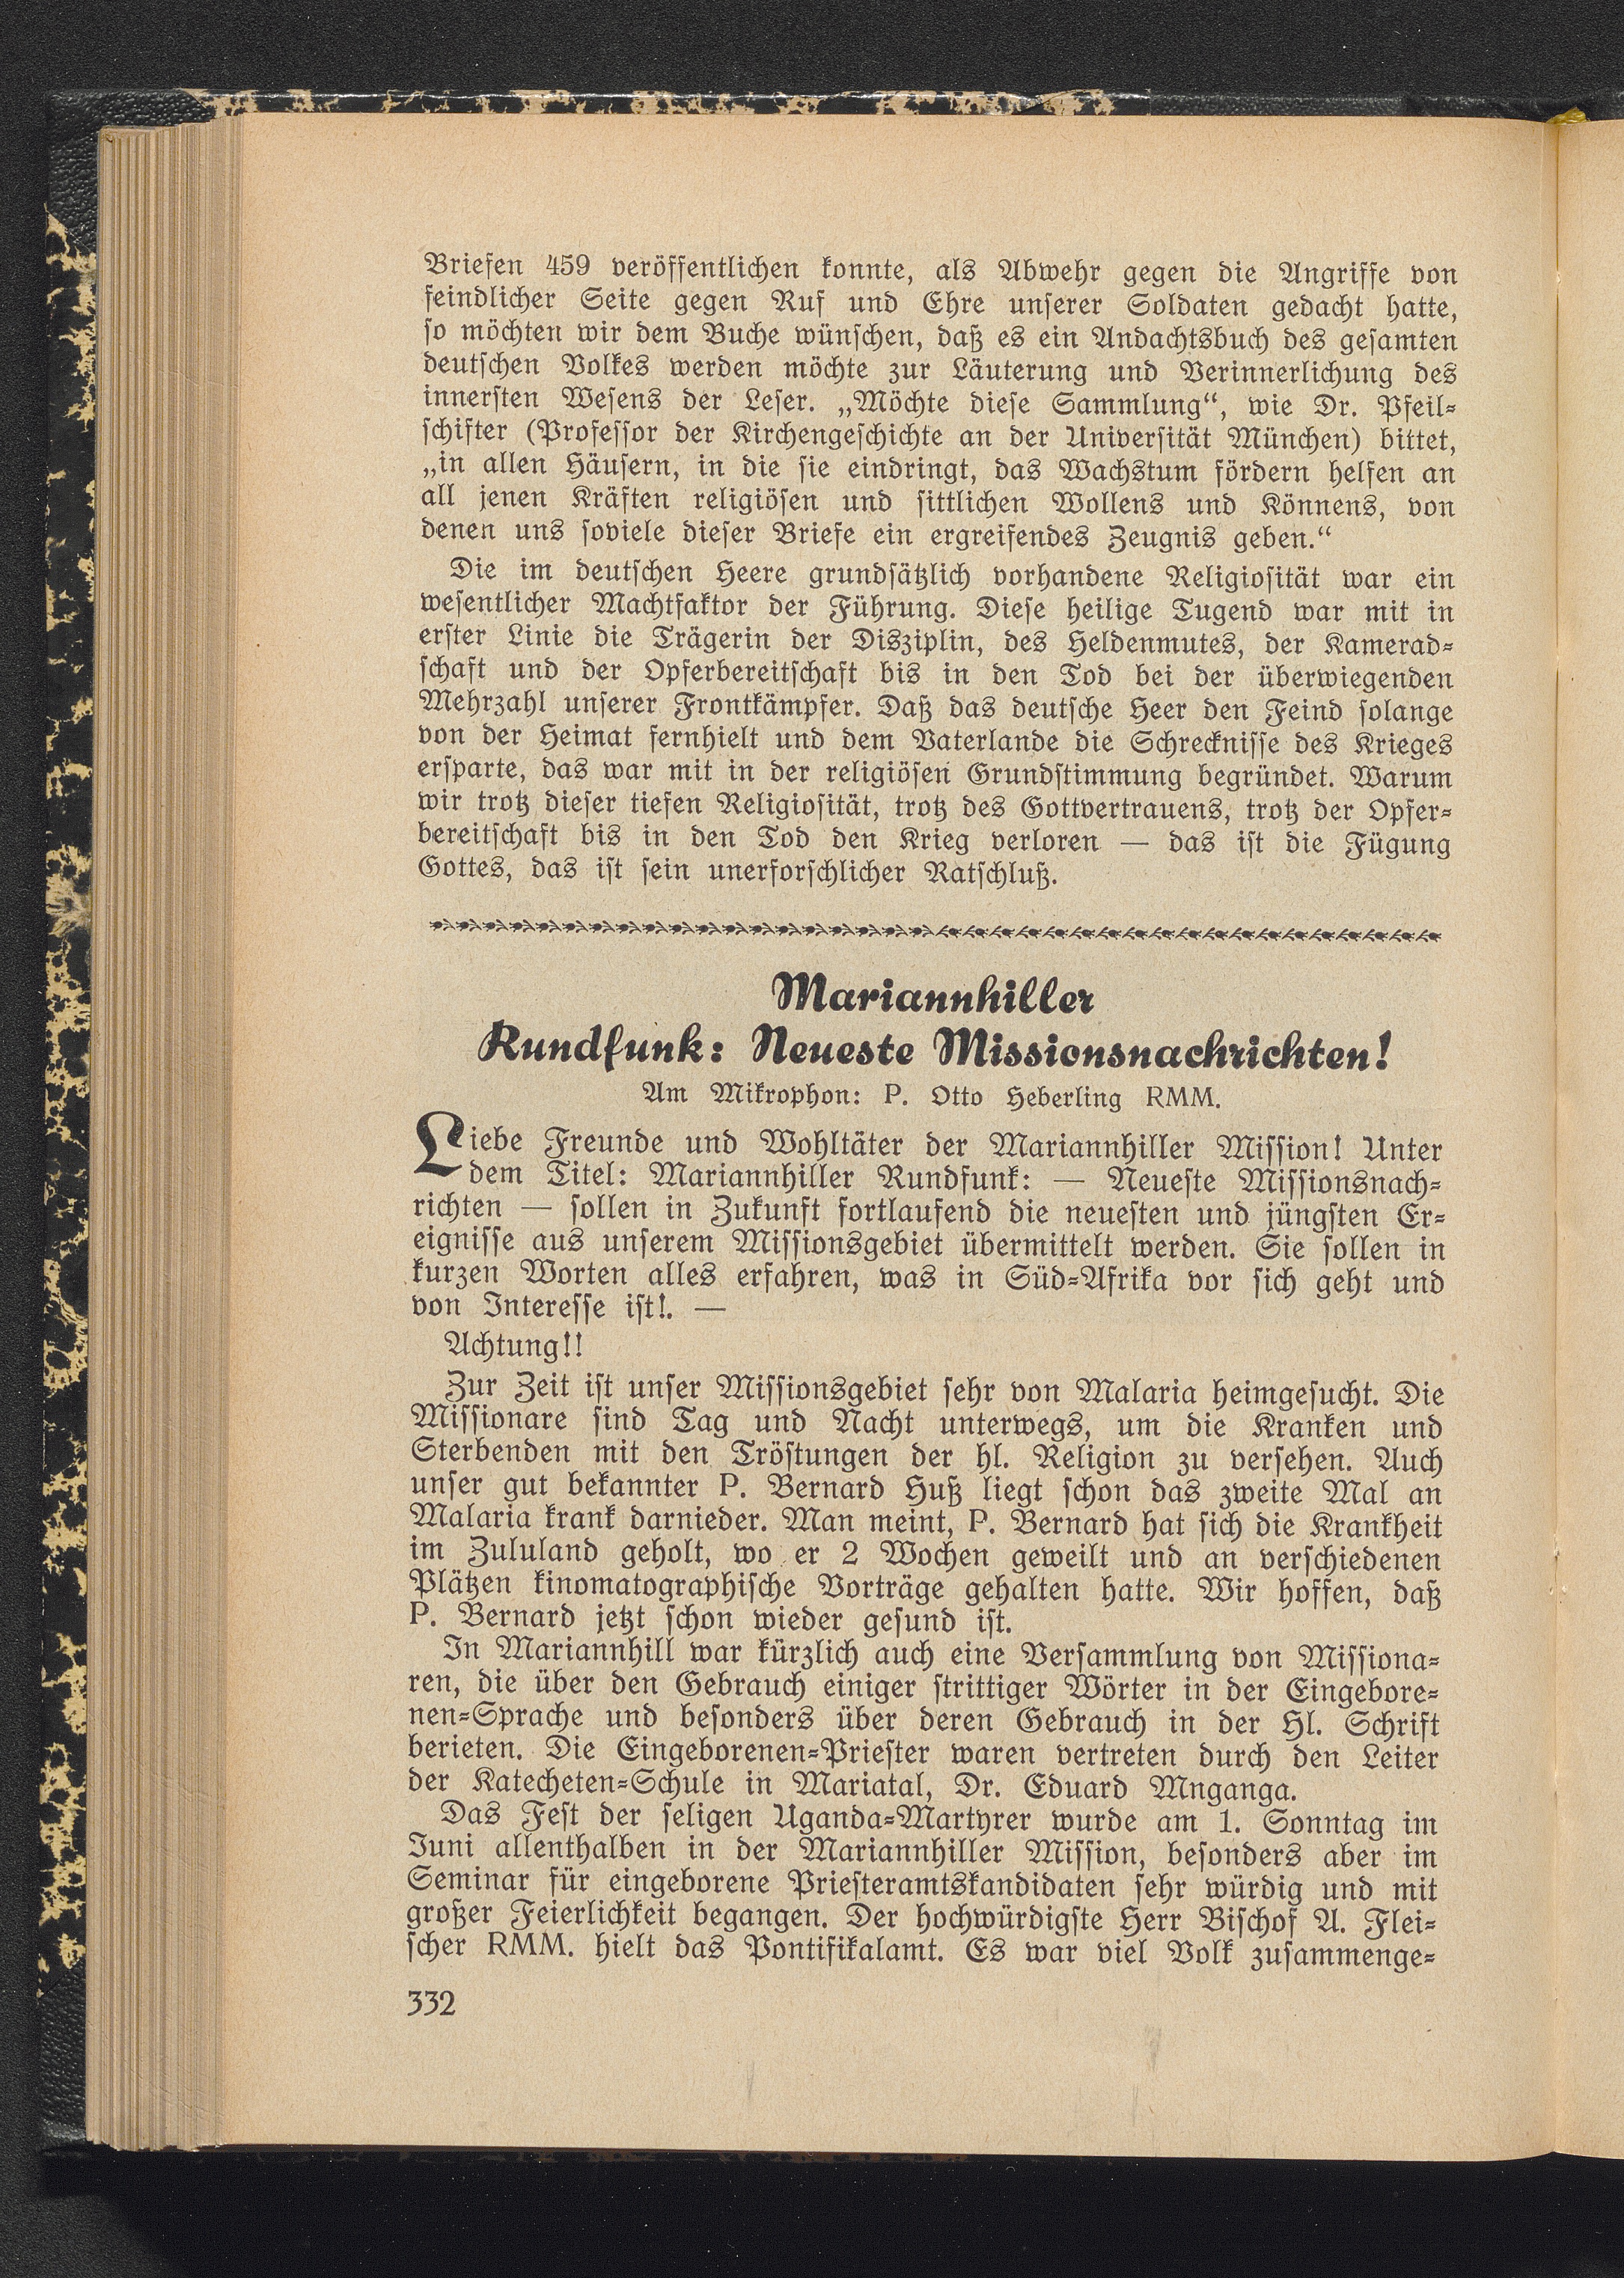 Briefen 459 veröffentlichen konnte, als Abwehr gegen die Angriffe von
feindlicher Seite gegen Ruf und Ehre unserer Soldaten gedacht hatte,
so möchten wir dem Buche wünschen, daß es ein Andachtsbuch des gesamten
deutschen Volkes werden möchte zur Läuterung und Verinnerlichung des
innersten Wesens der Leser. „Möchte diese Sammlung“, wie Dr. Pfeil-
schifter (Professor der Kirchengeschichte an der Universität München) bittet,
„in allen Häusern, in die sie eindringt, das Wachstum fördern helfen an
all jenen Kräften religiösen und sittlichen Wollens und Könnens, von
denen uns soviele dieser Briefe ein ergreifendes Zeugnis geben.“
Die im deutschen Heere grundsätzlich vorhandene Religiosität war ein
wesentlicher Machtfaktor der Führung. Diese heilige Tugend war mit in
erster Linie die Trägerin der Disziplin, des Heldenmutes, der Kamerad-
schaft und der Opferbereitschaft bis in den Tod bei der überwiegenden
Mehrzahl unserer Frontkämpfer. Daß das deutsche Heer den Feind solange
von der Heimat fernhielt und dem Vaterlande die Schrecknisse des Krieges
ersparte, das war mit in der religiösen Grundstimmung begründet. Warum
wir trotz dieser tiefen Religiosität, trotz des Gottvertrauens, trotz der Opfer-
bereitschaft bis in den Tod den Krieg verloren — das ist die Fügung
Gottes, das ist sein unerforschlicher Ratschluß.
Mariannhiller
Rundfunk: Neueste Missionsnachrichten!
Am Mikrophon: P. Otto Heberling RMM.
Liebe Freunde und Wohltäter der Mariannhiller Mission! Unter
dem Titel: Mariannhiller Rundfunk: — Neueste Missionsnach-
richten — sollen in Zukunft fortlaufend die neuesten und jüngsten Er-
eignisse aus unserem Missionsgebiet übermittelt werden. Sie sollen in
kurzen Worten alles erfahren, was in Süd-Afrika vor sich geht und
von Interesse ist!. —
Achtung!!
Zur Zeit ist unser Missionsgebiet sehr von Malaria heimgesucht. Die
Missionare sind Tag und Nacht unterwegs, um die Kranken und
Sterbenden mit den Tröstungen der hl. Religion zu versehen. Auch
unser gut bekannter P. Bernard Huß liegt schon das zweite Mal an
Malaria krank darnieder. Man meint, P. Bernard hat sich die Krankheit
im Zululand geholt, wo er 2 Wochen geweilt und an verschiedenen
Plätzen kinomatographische Vorträge gehalten hatte. Wir hoffen, daß
P. Bernard jetzt schon wieder gesund ist.
In Mariannhill war kürzlich auch eine Versammlung von Missiona-
ren, die über den Gebrauch einiger strittiger Wörter in der Eingebore-
nen-Sprache und besonders über deren Gebrauch in der Hl. Schrift
berieten. Die Eingeborenen-Priester waren vertreten durch den Leiter
der Katecheten-Schule in Mariatal, Dr. Eduard Mnganga.
Das Fest der seligen Uganda-Martyrer wurde am 1. Sonntag im
Juni allenthalben in der Mariannhiller Mission, besonders aber im
Seminar für eingeborene Priesteramtskandidaten sehr würdig und mit
großer Feierlichkeit begangen. Der hochwürdigste Herr Bischof A. Flei-
scher RMM. hielt das Pontifikalamt. Es war viel Volk zusammenge-
332